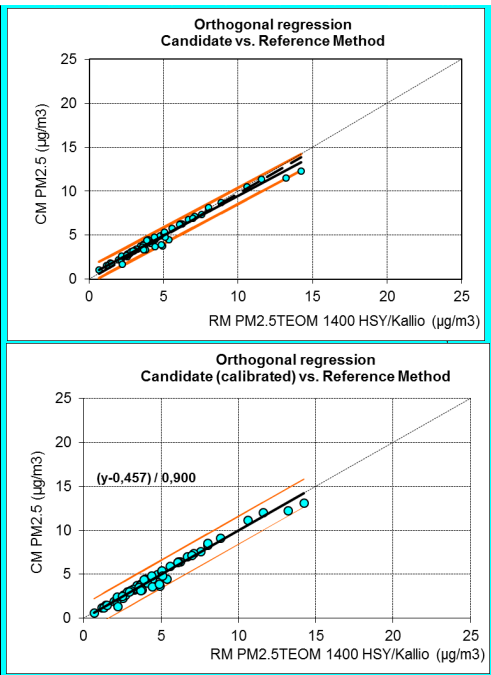 Orthogonal regression
Candidate vs. Reference Method
25
20
15
10
5
0
CM PM2.5 (µg/m3)
0 5 10 15 20 25
RM PM2.5TEOM 1400 HSY/Kallio (µg/m3)
Orthogonal regression
Candidate (calibrated) vs. Reference Method
25
20
(y-0,457) / 0,900
15
10
5
0
CM PM2.5 (µg/m3)
0 5 10 15 20 25
RM PM2.5TEOM 1400 HSY/Kallio (µg/m3)